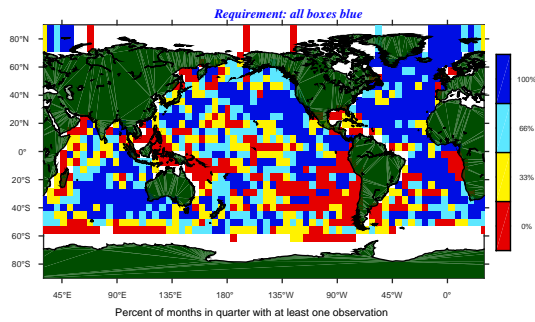 Requirement: all boxes blue
80°N
60°N
40°N
20°N
0°
20°S
40°S
60°S
80°S
100%
66%
33%
0%
45°E 90°E 135°E 180° 135°W 90°W 45°W 0°
Percent of months in quarter with at least one observation